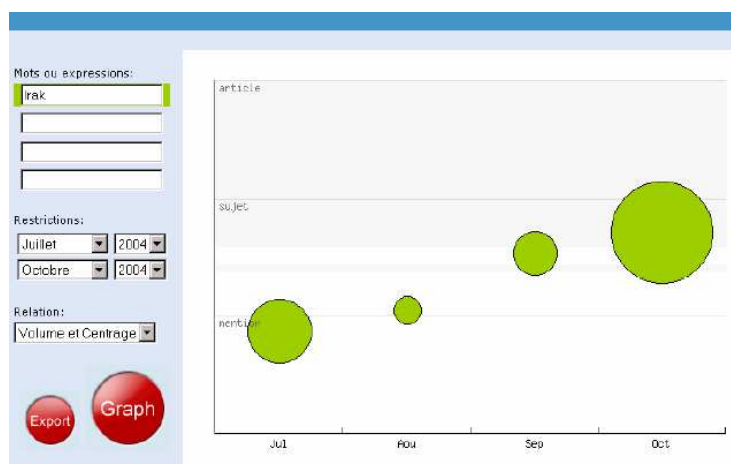 Mots ou expressions:
Irak
Restrictions:
Juillet 2004
Octobre 2004
Relation:
Volume et Centrage
Export
Graph
article
sujet
mention
Jul
Aou
Sep
Oct